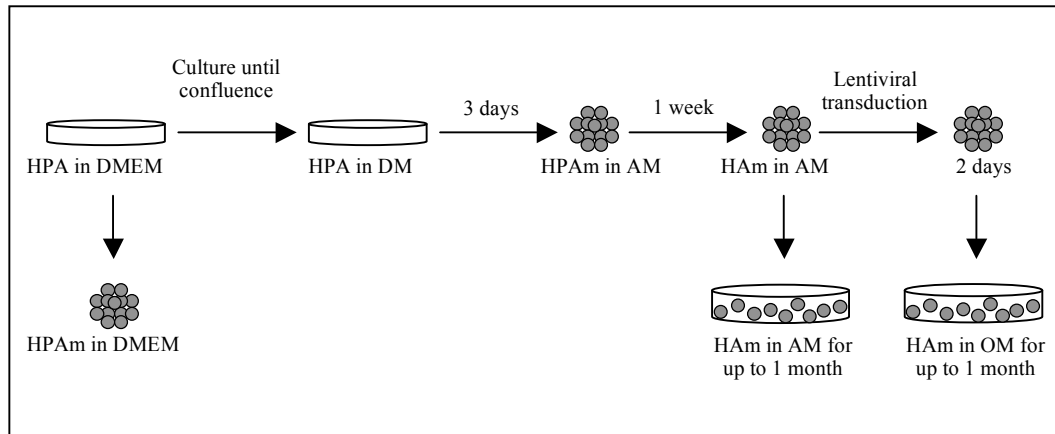 Culture until
confluence
3 days
1 week
Lentiviral
transduction
HPA in DMEM
HPA in DM
HPAm in AM
HAm in AM
2 days
HPAm in DMEM
HAm in AM for
up to 1 month
HAm in OM for
up to 1 month